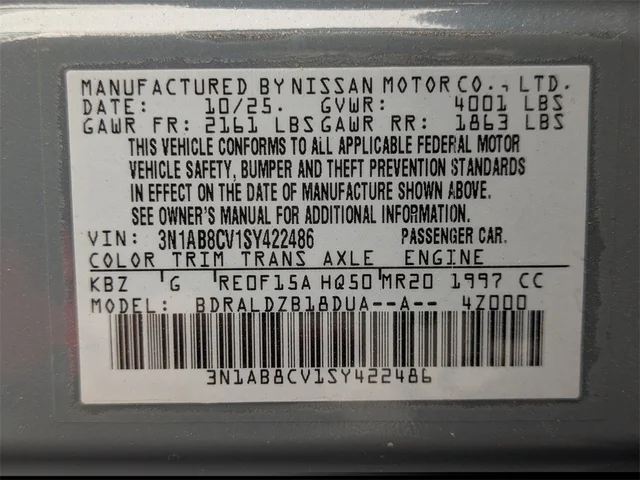 MANUFACTURED BY NISSAN MOTOR CO., LTD.
DATE: 10/25. GVWR: 4001 LBS
GAWR FR: 2161 LBS GAWR RR: 1863 LBS
THIS VEHICLE CONFORMS TO ALL APPLICABLE FEDERAL MOTOR
VEHICLE SAFETY, BUMPER AND THEFT PREVENTION STANDARDS
IN EFFECT ON THE DATE OF MANUFACTURE SHOWN ABOVE.
SEE OWNER'S MANUAL FOR ADDITIONAL INFORMATION.
VIN: 3N1AB8CV1SY422486 PASSENGER CAR.
COLOR TRIM TRANS AXLE ENGINE
KBZ G RE0F15A HQ50 MR20 1997 CC
MODEL: BDRALDZB18DUA--A-- 4Z000
3N1AB8CV1SY422486